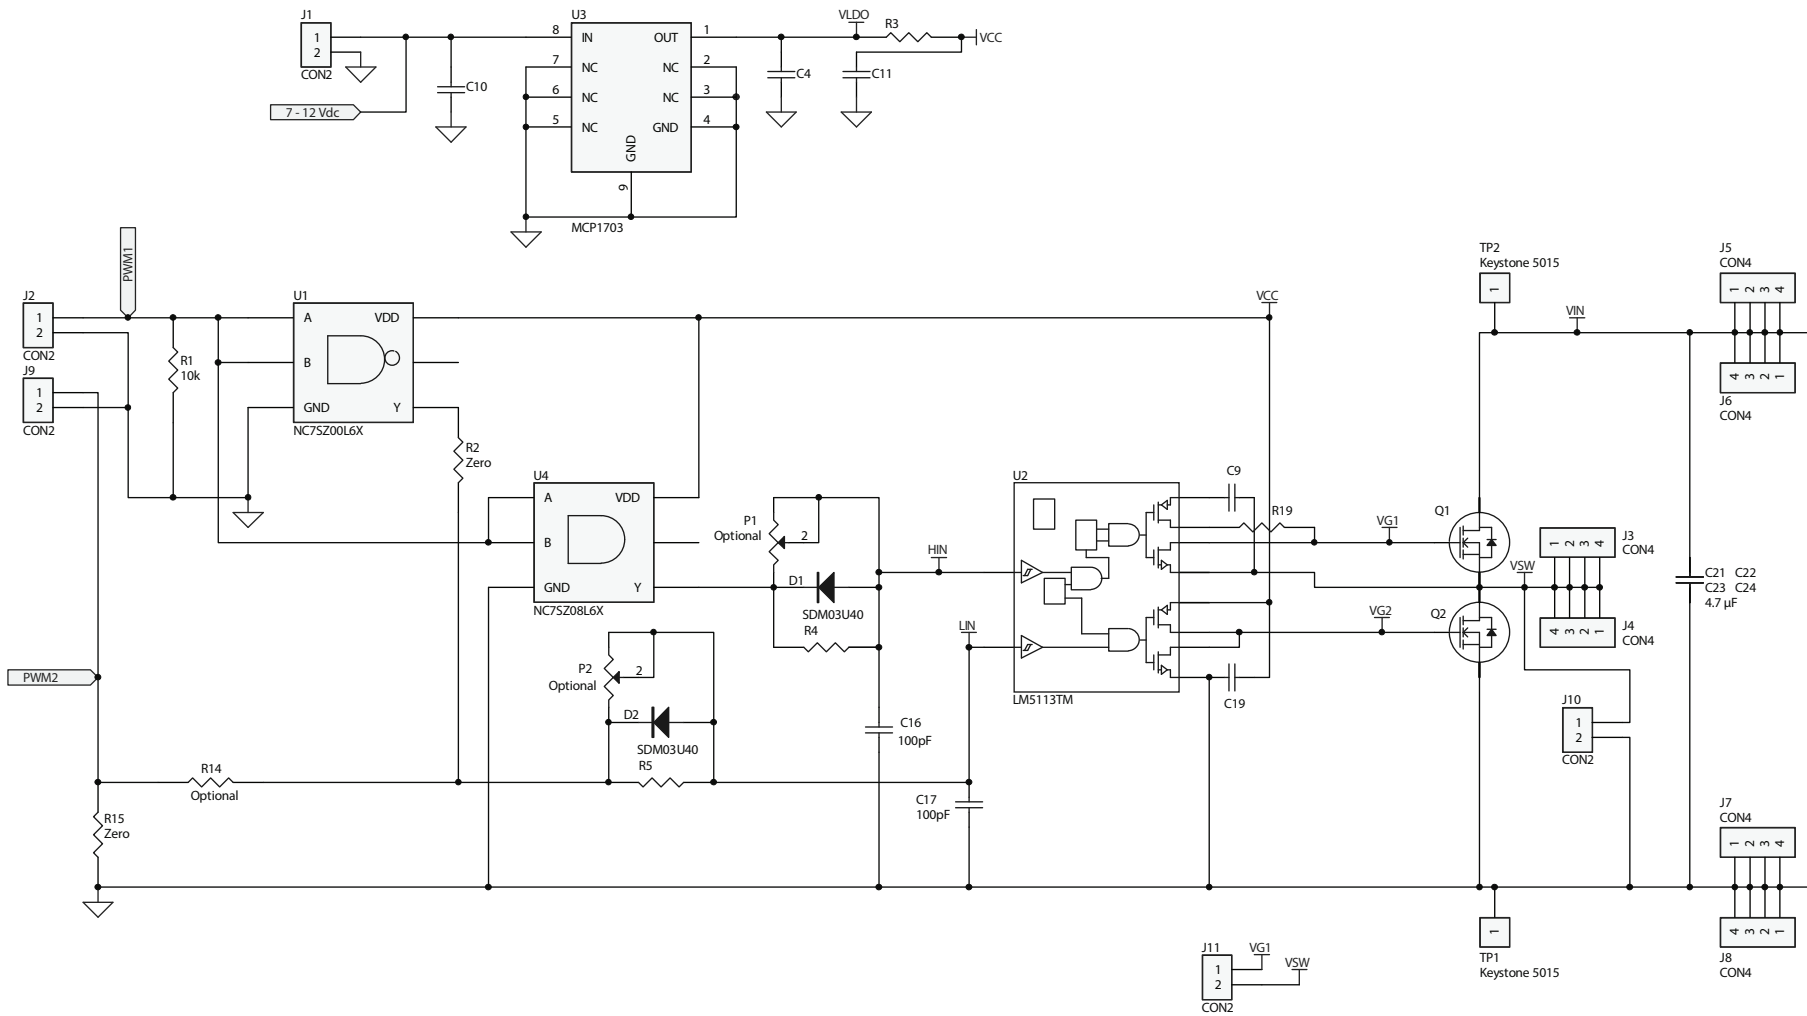 J1
1
2
CON2
7 - 12 Vdc
C10
U3
8 IN OUT 1
7 NC NC 2
6 NC NC 3
5 NC GND 4
GND
9
MCP1703
C4
VLDO
R3
VCC
C11
PWM1
J2
1
2
CON2
J9
1
2
CON2
R1
10k
U1
A VDD
B
GND Y
NC7SZ00L6X
R2
Zero
U4
A VDD
B
GND Y
NC7SZ08L6X
P1
Optional
2
D1
SDM03U40
R4
P2
Optional
2
D2
SDM03U40
R5
HIN
LIN
C16
100pF
C17
100pF
PWM2
R14
Optional
R15
Zero
U2
LM5113TM
C9
R19
C19
VCC
VG1
VG2
Q1
Q2
VSW
TP2
Keystone 5015
1
VIN
J5
CON4
1 2 3 4
4 3 2 1
J6
CON4
1 2 3 4
J3
CON4
4 3 2 1
J4
CON4
C21 C22
C23 C24
4.7 µF
J10
1
2
CON2
J7
CON4
1 2 3 4
4 3 2 1
J8
CON4
1
TP1
Keystone 5015
J11
1
2
CON2
VG1
VSW